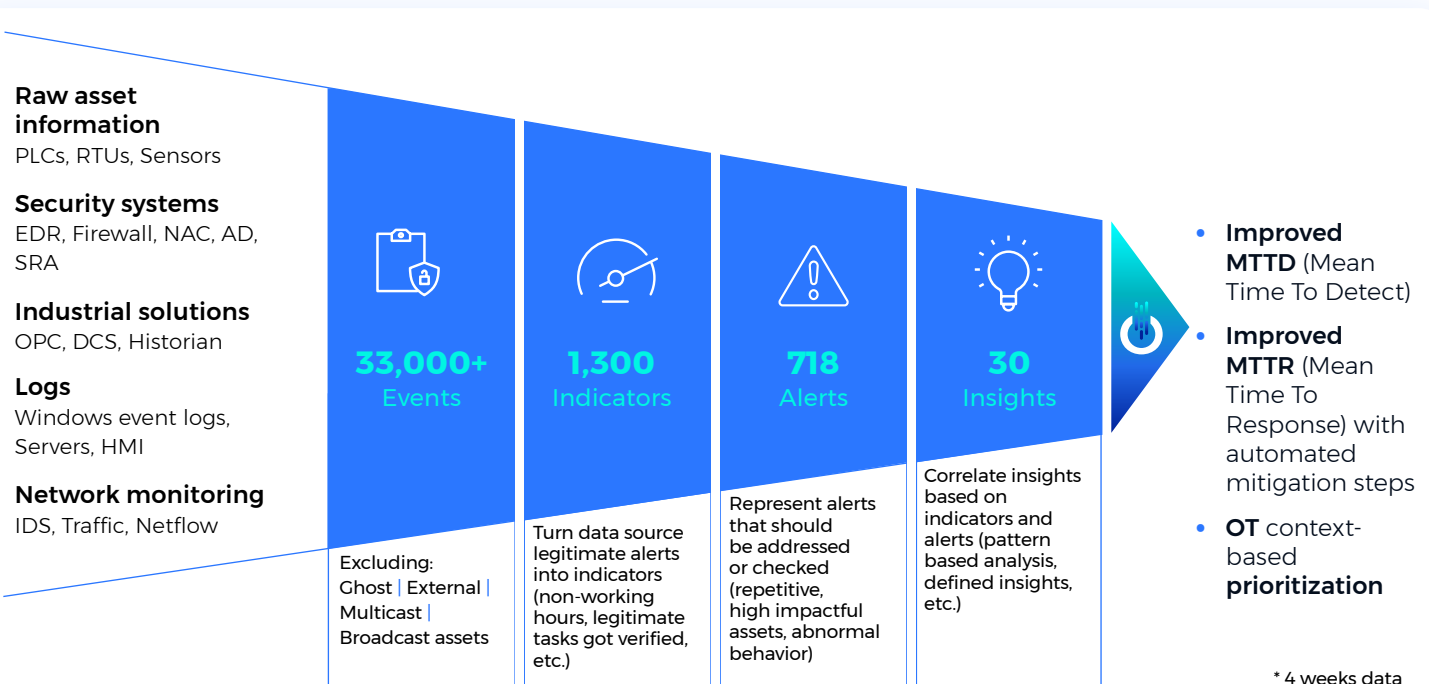 Raw asset
information
PLCs, RTUs, Sensors
Security systems
EDR, Firewall, NAC, AD,
SRA
Industrial solutions
OPC, DCS, Historian
Logs
Windows event logs,
Servers, HMI
Network monitoring
IDS, Traffic, Netflow
33,000+
Events
Excluding:
Ghost | External |
Multicast |
Broadcast assets
1,300
Indicators
Turn data source
legitimate alerts
into indicators
(non-working
hours, legitimate
tasks got verified,
etc.)
718
Alerts
Represent alerts
that should
be addressed
or checked
(repetitive,
high impactful
assets, abnormal
behavior)
30
Insights
Correlate insights
based on
indicators and
alerts (pattern
based analysis,
defined insights,
etc.)
• Improved
MTTD (Mean
Time To Detect)
• Improved
MTTR (Mean
Time To
Response) with
automated
mitigation steps
• OT context-
based
prioritization
* 4 weeks data